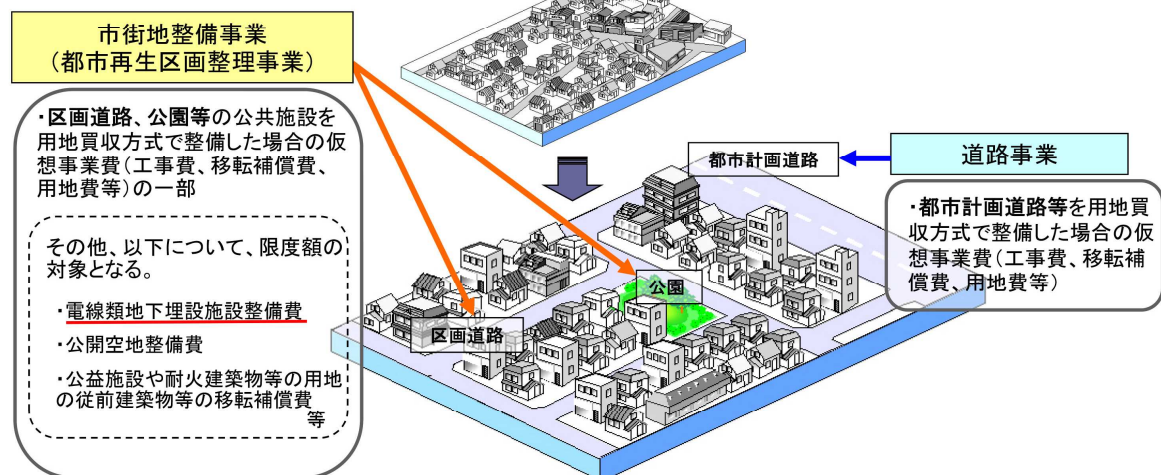 市街地整備事業
（都市再生区画整理事業）
・区画道路、公園等の公共施設を
用地買収方式で整備した場合の仮
想事業費（工事費、移転補償費、
用地費等）の一部
その他、以下について、限度額の
対象となる。
・電線類地下埋設施設整備費
・公開空地整備費
・公益施設や耐火建築物等の用地
の従前建築物等の移転補償費
等
都市計画道路
公園
区画道路
道路事業
・都市計画道路等を用地買
収方式で整備した場合の仮
想事業費（工事費、移転補
償費、用地費等）